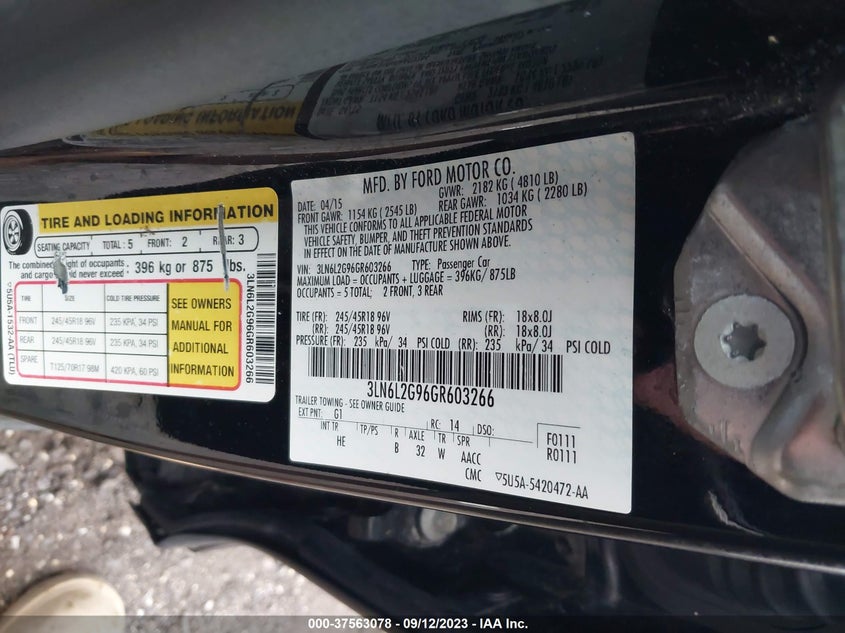 TIRE AND LOADING INFORMATION
SEATING CAPACITY TOTAL: 5 FRONT: 2 REAR: 3
The combined weight of occupants and cargo should never exceed: 396 kg or 875 lbs.
TIRE SIZE COLD TIRE PRESSURE
FRONT 245/45R18 96V 235 KPA, 34 PSI
REAR 245/45R18 96V 235 KPA, 34 PSI
SPARE T125/70R17 98M 420 KPA, 60 PSI
SEE OWNERS
MANUAL FOR
ADDITIONAL
INFORMATION
3LN6L2G96GR603266
▽5U5A-1532-AA (TLU)
MFD. BY FORD MOTOR CO.
DATE: 04/15 GVWR: 2182 KG ( 4810 LB)
FRONT GAWR: 1154 KG ( 2545 LB) REAR GAWR: 1034 KG ( 2280 LB)
THIS VEHICLE CONFORMS TO ALL APPLICABLE FEDERAL MOTOR
VEHICLE SAFETY, BUMPER, AND THEFT PREVENTION STANDARDS
IN EFFECT ON THE DATE OF MANUFACTURE SHOWN ABOVE.
VIN: 3LN6L2G96GR603266 TYPE: Passenger Car
MAXIMUM LOAD = OCCUPANTS + LUGGAGE = 396KG/ 875LB
OCCUPANTS = 5 TOTAL; 2 FRONT, 3 REAR
TIRE (FR): 245/45R18 96V RIMS (FR): 18x8.0J
(RR): 245/45R18 96V (RR): 18x8.0J
PRESSURE (FR): 235 kPa/ 34 PSI COLD (RR): 235 kPa/ 34 PSI COLD
3LN6L2G96GR603266
TRAILER TOWING - SEE OWNER GUIDE
EXT PNT: G1 RC: 14 DSO:
INT TR TP/PS R AXLE TR SPR
HE B 32 W AACC
CMC
F0111
R0111
▽5U5A-5420472-AA
000-37563078 - 09/12/2023 - IAA Inc.